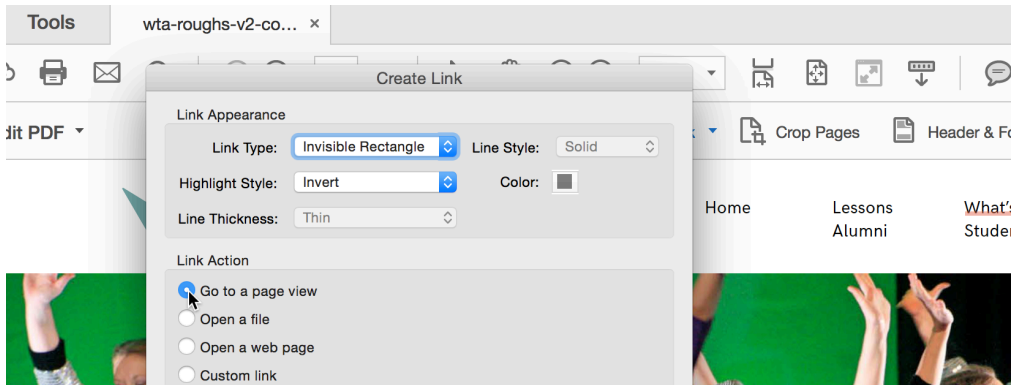 Tools wta-roughs-v2-co... ×
Create Link
Link Appearance
dit PDF
Link Type: Invisible Rectangle Line Style: Solid
Crop Pages
Header & Fo
Highlight Style: Invert Color:
Line Thickness: Thin
Home Lessons What's
Alumni Studen
Link Action
Go to a page view
Open a file
Open a web page
Custom link